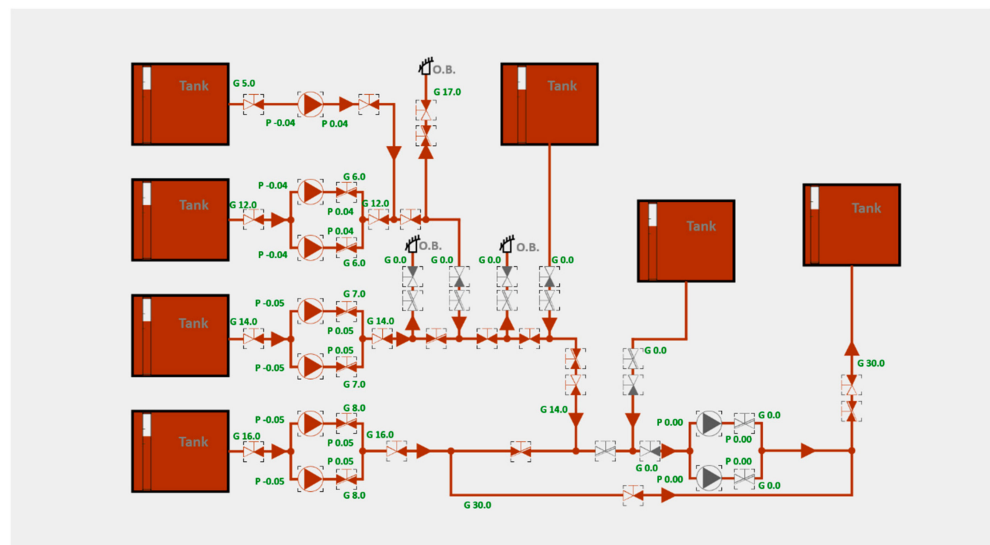 O.B.
Tank
G 5.0
Tank
G 17.0
P -0.04
P 0.04
P -0.04
G 6.0
Tank
G 12.0
P 0.04
G 12.0
Tank
Tank
P 0.04
P -0.04
G 6.0
O.B.
O.B.
G 0.0
G 0.0
G 0.0
G 0.0
G 7.0
P -0.05
Tank
G 14.0
P 0.05
G 14.0
P 0.05
G 0.0
P -0.05
G 30.0
G 7.0
G 8.0
G 14.0
P -0.05
P 0.00
G 0.0
Tank
G 16.0
P 0.05
G 16.0
P 0.00
P 0.05
P 0.00
G 0.0
P -0.05
P 0.00
G 0.0
G 8.0
G 30.0